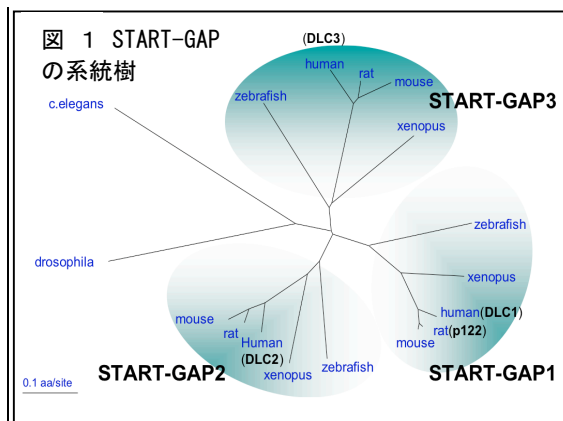 図 1 START-GAP
の系統樹
(DLC3)
human
rat
mouse
zebrafish
START-GAP3
c.elegans
xenopus
zebrafish
drosophila
xenopus
human(DLC1)
rat(p122)
mouse
START-GAP1
mouse
rat
Human
(DLC2)
xenopus
zebrafish
START-GAP2
0.1 aa/site